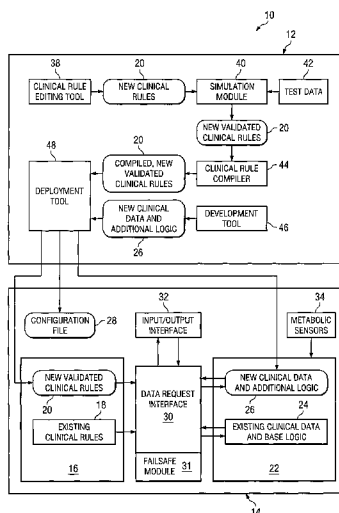 10
12
38
20
40
42
CLINICAL RULE
EDITING TOOL
NEW CLINICAL
RULES
SIMULATION
MODULE
TEST DATA
48
20
NEW VALIDATED
CLINICAL RULES
20
DEPLOYMENT
TOOL
COMPILED, NEW
VALIDATED
CLINICAL RULES
CLINICAL RULE
COMPILER
44
NEW CLINICAL
DATA AND
ADDITIONAL LOGIC
26
DEVELOPMENT
TOOL
46
CONFIGURATION
FILE
28
32
INPUT/OUTPUT
INTERFACE
34
METABOLIC
SENSORS
NEW VALIDATED
CLINICAL RULES
20
18
EXISTING
CLINICAL RULES
16
DATA REQUEST
INTERFACE
30
FAILSAFE
MODULE
31
NEW CLINICAL DATA
AND ADDITIONAL LOGIC
26
24
EXISTING CLINICAL DATA
AND BASE LOGIC
22
14